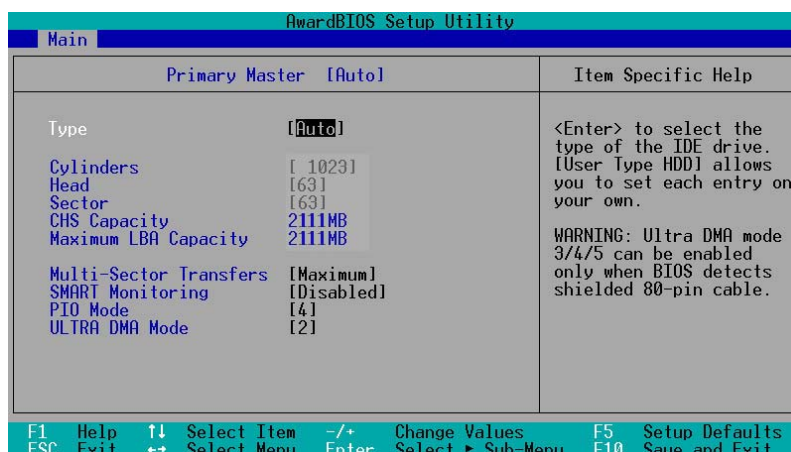 AwardBIOS Setup Utility
Main
Primary Master [Auto]
Item Specific Help
Type [Auto]
Cylinders [ 1023]
Head [63]
Sector [63]
CHS Capacity 2111MB
Maximum LBA Capacity 2111MB
Multi-Sector Transfers [Maximum]
SMART Monitoring [Disabled]
PIO Mode [4]
ULTRA DMA Mode [2]
<Enter> to select the
type of the IDE drive.
[User Type HDD] allows
you to set each entry on
your own.
WARNING: Ultra DMA mode
3/4/5 can be enabled
only when BIOS detects
shielded 80-pin cable.
F1 Help ↑↓ Select Item -/+ Change Values F5 Setup Defaults
ESC Exit ←→ Select Menu Enter Select ► Sub-Menu F10 Save and Exit